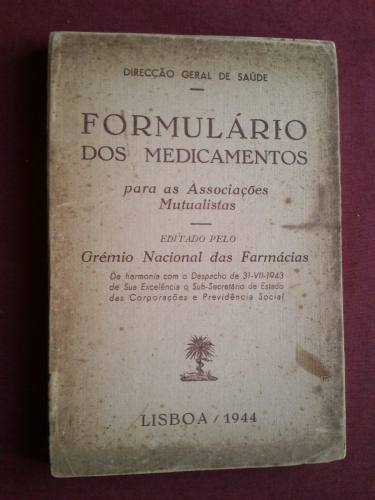 DIRECÇÃO GERAL DE SAÚDE
FORMULÁRIO
DOS MEDICAMENTOS
para as Associações
Mutualistas
EDITADO PELO
Grémio Nacional das Farmácias
De harmonia com o Despacho de 31-VII-1943
de Sua Excelência o Sub-Secretário de Estado
das Corporações e Previdência Social
LISBOA / 1944